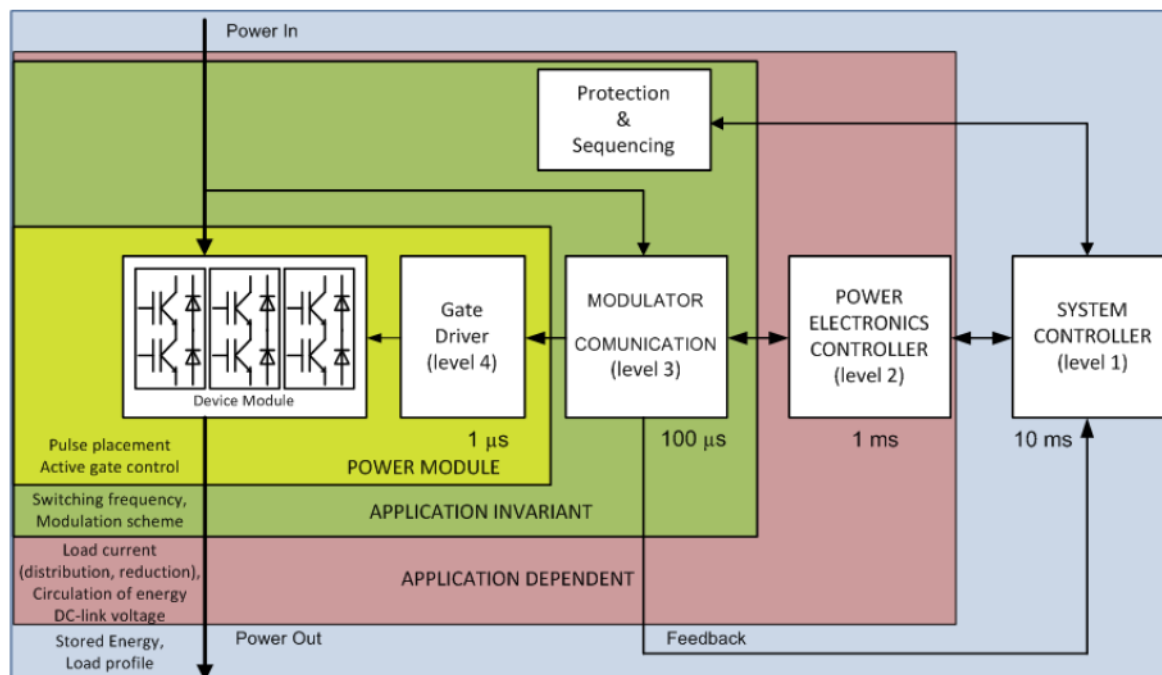 Power In
Protection
&
Sequencing
Device Module
Gate
Driver
(level 4)
MODULATOR
COMUNICATION
(level 3)
POWER
ELECTRONICS
CONTROLLER
(level 2)
SYSTEM
CONTROLLER
(level 1)
1 μs
100 μs
1 ms
10 ms
Pulse placement
Active gate control
POWER MODULE
Switching frequency,
Modulation scheme
APPLICATION INVARIANT
Load current
(distribution, reduction),
Circulation of energy
DC-link voltage
APPLICATION DEPENDENT
Stored Energy,
Load profile
Power Out
Feedback